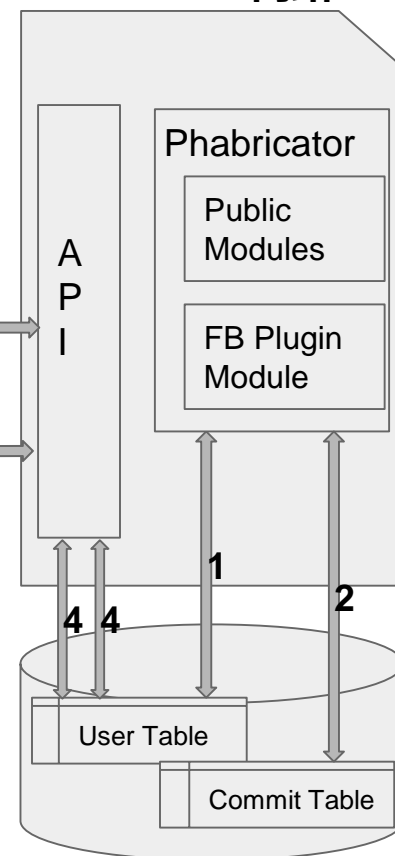 Phabricator
Public
Modules
A
P
I
FB Plugin
Module
1
2
4 4
User Table
Commit Table